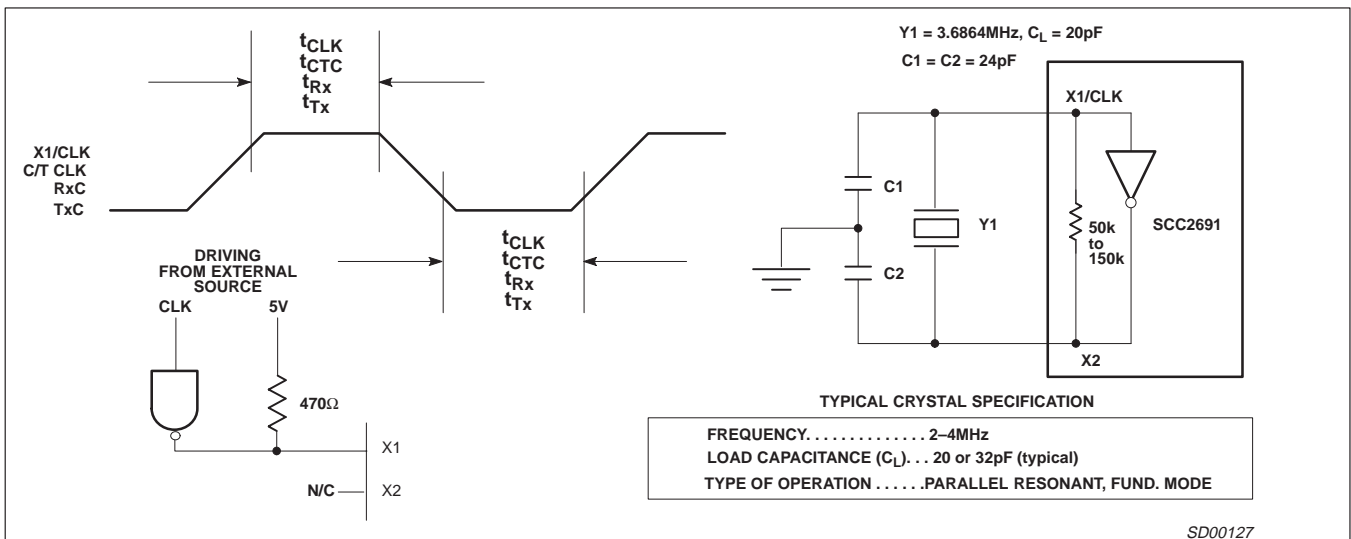 tCLK
tCTC
tRx
tTx
X1/CLK
C/T CLK
RxC
TxC
tCLK
tCTC
tRx
tTx
DRIVING
FROM EXTERNAL
SOURCE
CLK
5V
470Ω
X1
N/C
X2
Y1 = 3.6864MHz, CL = 20pF
C1 = C2 = 24pF
X1/CLK
C1
Y1
C2
50k
to
150k
SCC2691
X2
TYPICAL CRYSTAL SPECIFICATION
FREQUENCY. . . . . . . . . . . . . 2–4MHz
LOAD CAPACITANCE (CL). . . 20 or 32pF (typical)
TYPE OF OPERATION . . . . . .PARALLEL RESONANT, FUND. MODE
SD00127